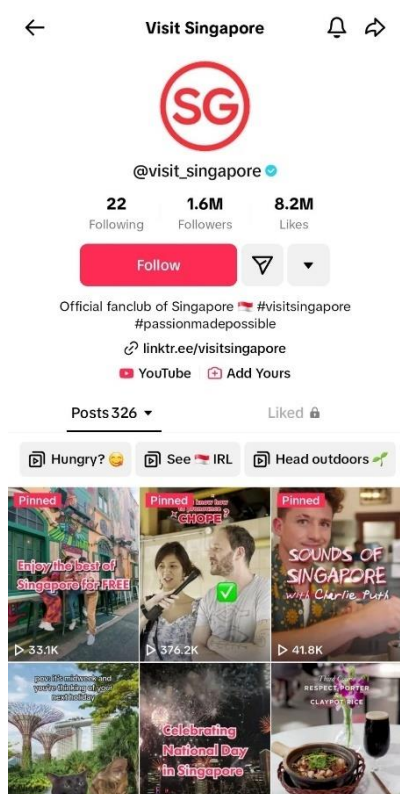 Visit Singapore
SG
@visit_singapore
22 1.6M 8.2M
Following Followers Likes
Follow
Official fanclub of Singapore 🇸🇬 #visitsingapore
#passionmadepossible
linktr.ee/visitsingapore
YouTube Add Yours
Posts 326 Liked
Hungry? 😋 See 🇸🇬 IRL Head outdoors 🌱
Pinned
Enjoy the best of
Singapore for FREE
33.1K
Pinned
know how
to pronounce
CHOPE?
376.2K
Pinned
SOUNDS OF
SINGAPORE
with Charlie Puth
41.8K
pov: it's midweek and
you're thinking of your
next holiday
Celebrating
National Day
in Singapore
RESPECT PORTER
CLAYPOT RICE